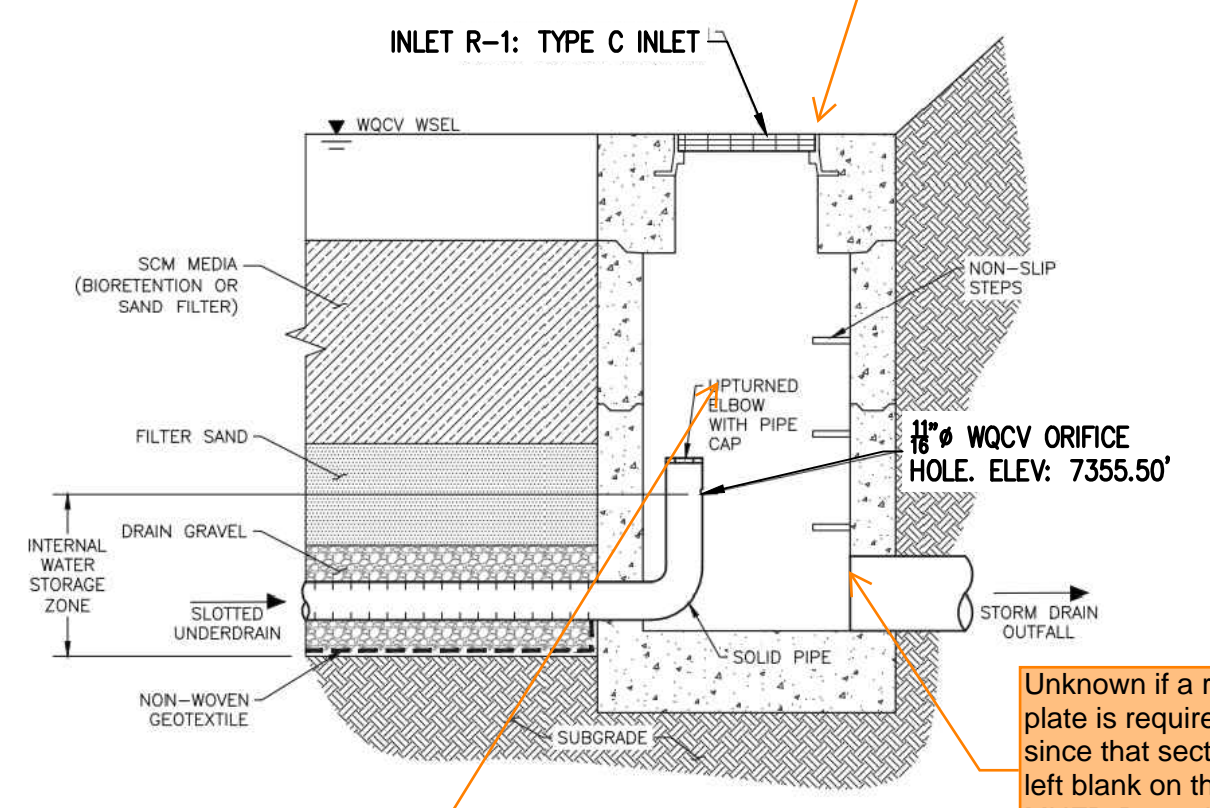 INLET R-1: TYPE C INLET
WQCV WSEL
SCM MEDIA
(BIORETENTION OR
SAND FILTER)
NON-SLIP
STEPS
UPTURNED
ELBOW
WITH PIPE
CAP
11/16"ø WQCV ORIFICE
HOLE. ELEV: 7355.50'
FILTER SAND
DRAIN GRAVEL
INTERNAL
WATER
STORAGE
ZONE
SLOTTED
UNDERDRAIN
STORM DRAIN
OUTFALL
SOLID PIPE
NON-WOVEN
GEOTEXTILE
SUBGRADE
Unknown if a
plate is require
since that sect
left blank on th